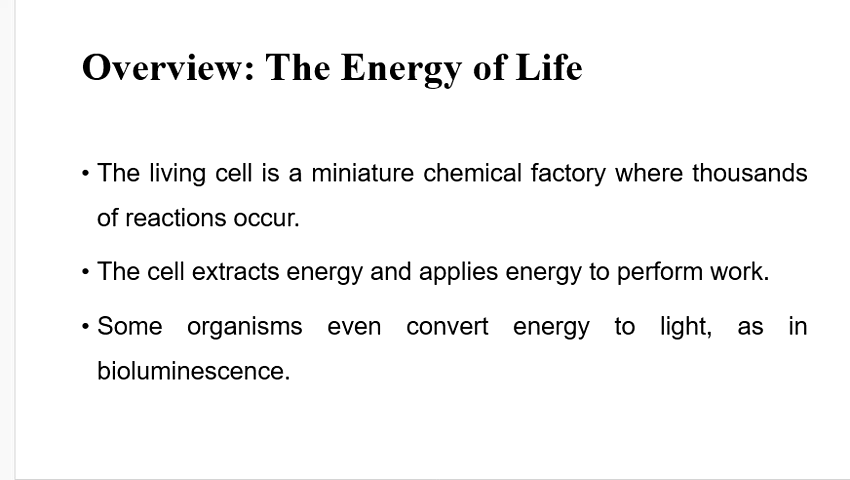 Overview: The Energy of Life
• The living cell is a miniature chemical factory where thousands
of reactions occur.
• The cell extracts energy and applies energy to perform work.
• Some organisms even convert energy to light, as in
bioluminescence.